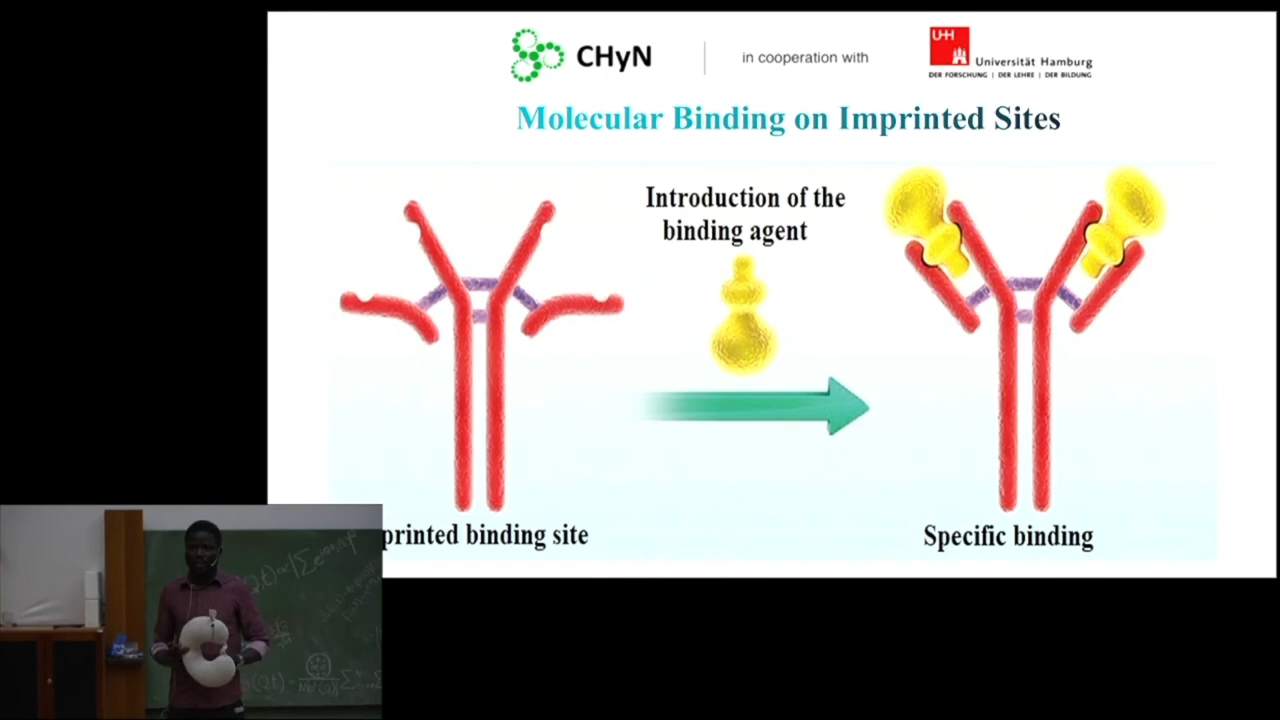 CHyN
in cooperation with
UHH
Universität Hamburg
DER FORSCHUNG | DER LEHRE | DER BILDUNG
Molecular Binding on Imprinted Sites
Introduction of the
binding agent
printed binding site
Specific binding